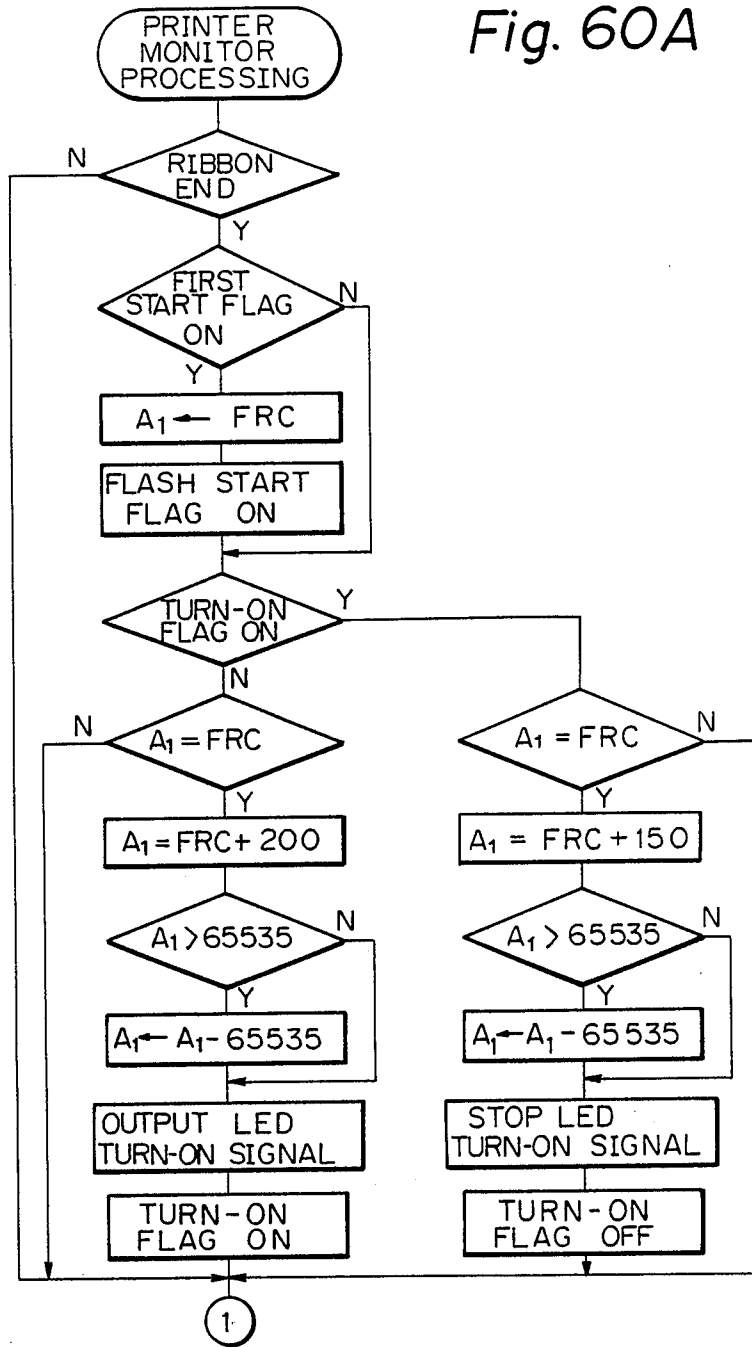 Fig. 60A
PRINTER
MONITOR
PROCESSING
N
RIBBON
END
Y
FIRST
START FLAG
ON
N
Y
A₁ ← FRC
FLASH START
FLAG ON
TURN-ON
FLAG ON
Y
N
N
A₁ = FRC
Y
A₁ = FRC + 200
A₁ > 65535
N
Y
A₁ ← A₁ - 65535
OUTPUT LED
TURN-ON SIGNAL
TURN-ON
FLAG ON
A₁ = FRC
N
Y
A₁ = FRC + 150
A₁ > 65535
N
Y
A₁ ← A₁ - 65535
STOP LED
TURN-ON SIGNAL
TURN-ON
FLAG OFF
1